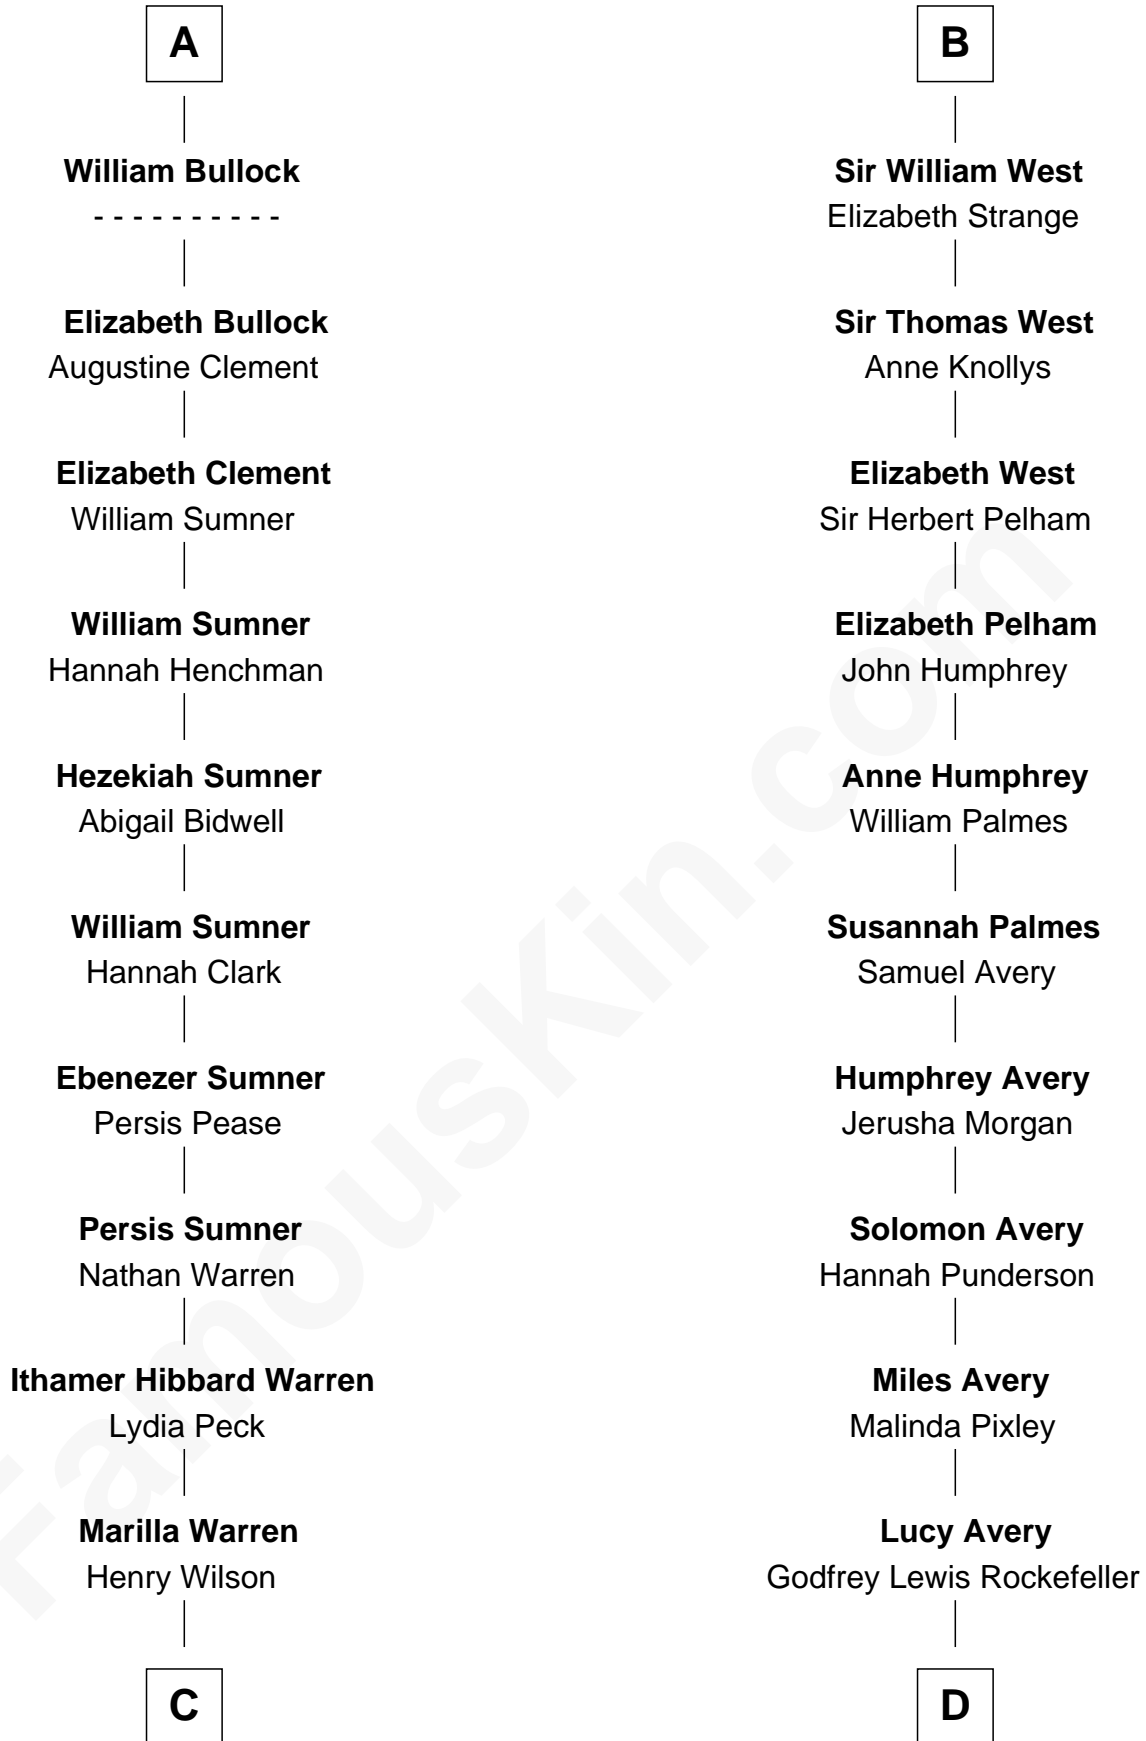 A
William Bullock
- - - - - - - - - -
Elizabeth Bullock
Augustine Clement
Elizabeth Clement
William Sumner
William Sumner
Hannah Henchman
Hezekiah Sumner
Abigail Bidwell
William Sumner
Hannah Clark
Ebenezer Sumner
Persis Pease
Persis Sumner
Nathan Warren
Ithamer Hibbard Warren
Lydia Peck
Marilla Warren
Henry Wilson
C
B
Sir William West
Elizabeth Strange
Sir Thomas West
Anne Knollys
Elizabeth West
Sir Herbert Pelham
Elizabeth Pelham
John Humphrey
Anne Humphrey
William Palmes
Susannah Palmes
Samuel Avery
Humphrey Avery
Jerusha Morgan
Solomon Avery
Hannah Punderson
Miles Avery
Malinda Pixley
Lucy Avery
Godfrey Lewis Rockefeller
D
FamousKin.com